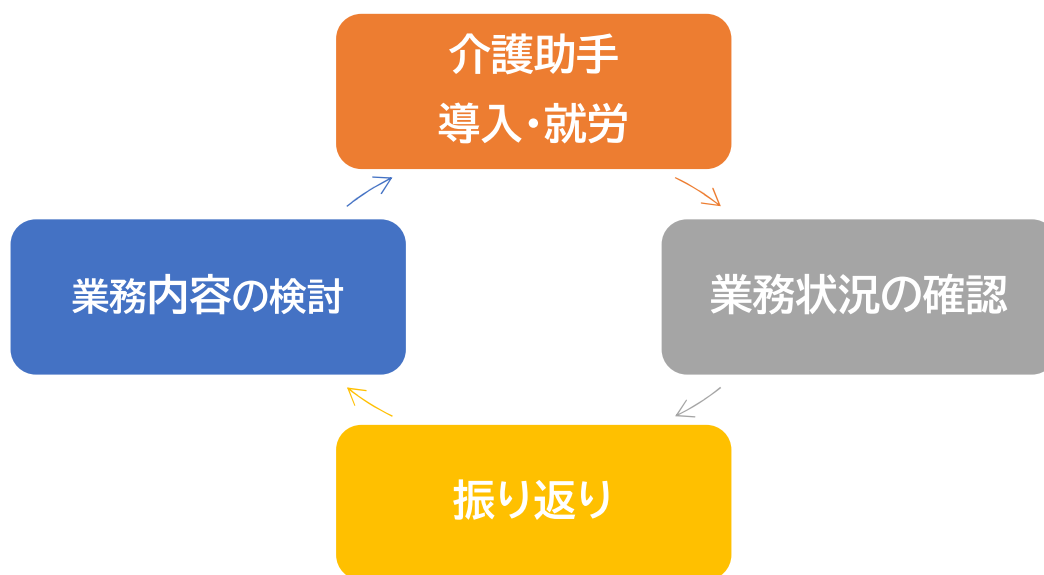 介護助手
導入・就労
業務内容の検討
業務状況の確認
振り返り